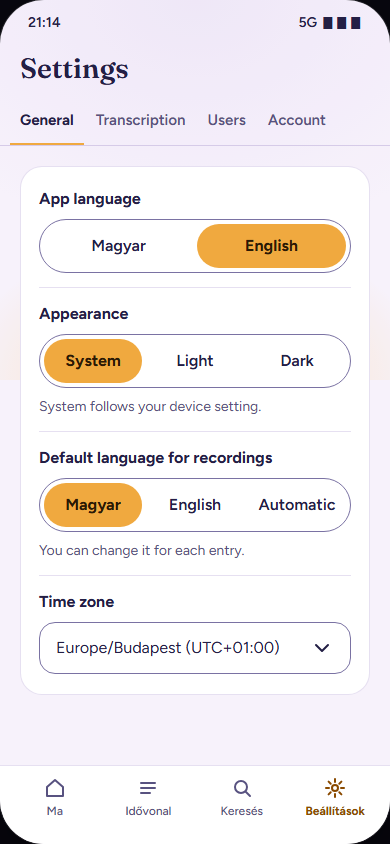 21:14
5G
Settings
General Transcription Users Account
App language
Magyar English
Appearance
System Light Dark
System follows your device setting.
Default language for recordings
Magyar English Automatic
You can change it for each entry.
Time zone
Europe/Budapest (UTC+01:00)
Ma Idővonal Keresés Beállítások